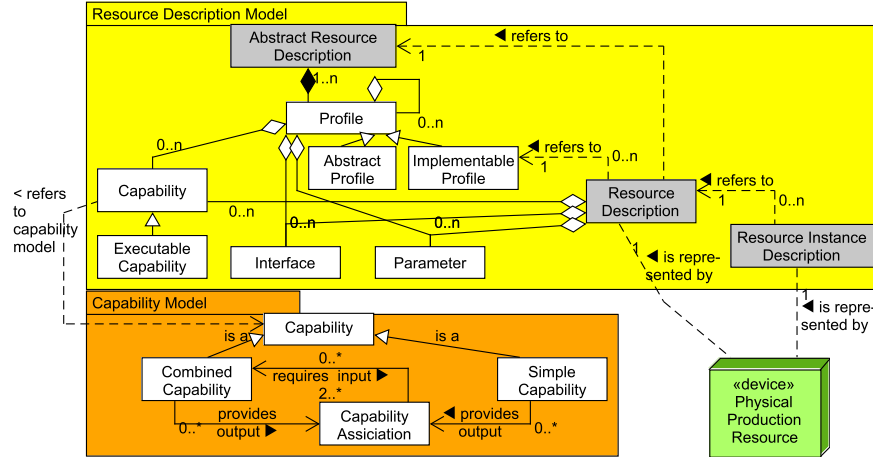 Resource Description Model
Abstract Resource
Description
◀ refers to
1
1..n
Profile
0..n
0..n
◀ refers to
1
0..n
Abstract
Profile
Implementable
Profile
Capability
< refers
to
capability
model
0..n
0..n
0..n
Resource
Description
◀ refers to
1
0..n
Executable
Capability
Interface
Parameter
Resource Instance
Description
1
◀ is repre-
sented by
1
◀ is repre-
sented by
Capability Model
Capability
is a
is a
Combined
Capability
0..*
requires input ▶
2..*
Simple
Capability
provides
0..*
output ▶
Capability
Assiciation
◀ provides
output
0..*
«device»
Physical
Production
Resource